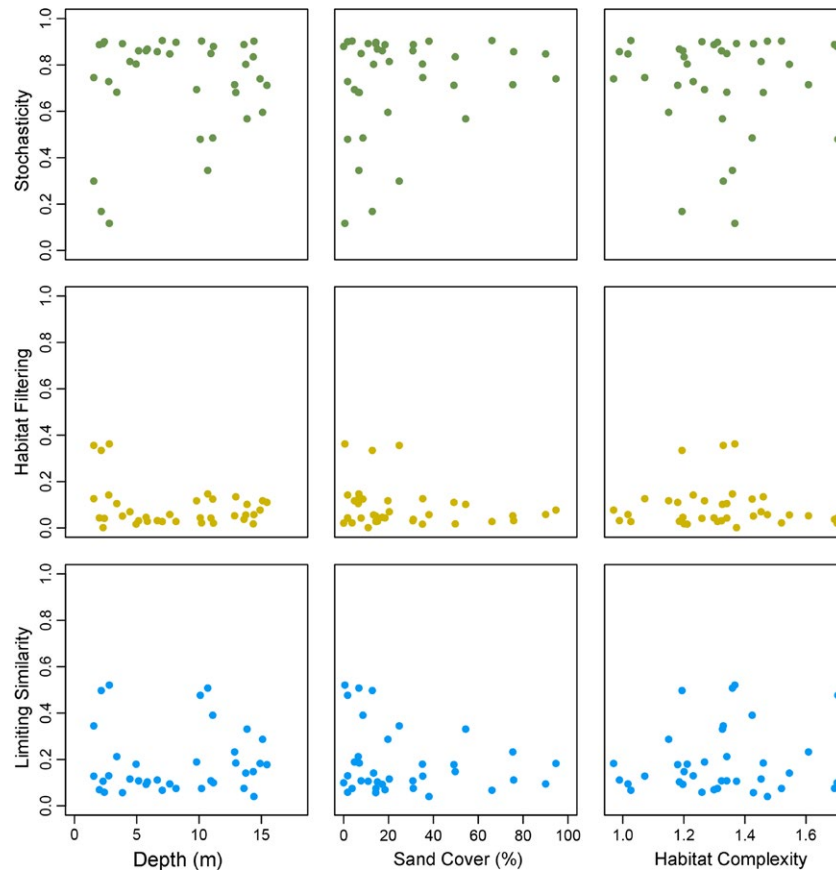 Stochasticity
1.0
0.8
0.6
0.4
0.2
0.0
Habitat Filtering
1.0
0.8
0.6
0.4
0.2
0.0
Limiting Similarity
1.0
0.8
0.6
0.4
0.2
0.0
0 5 10 15
0 20 40 60 80 100
1.0 1.2 1.4 1.6
Depth (m)
Sand Cover (%)
Habitat Complexity